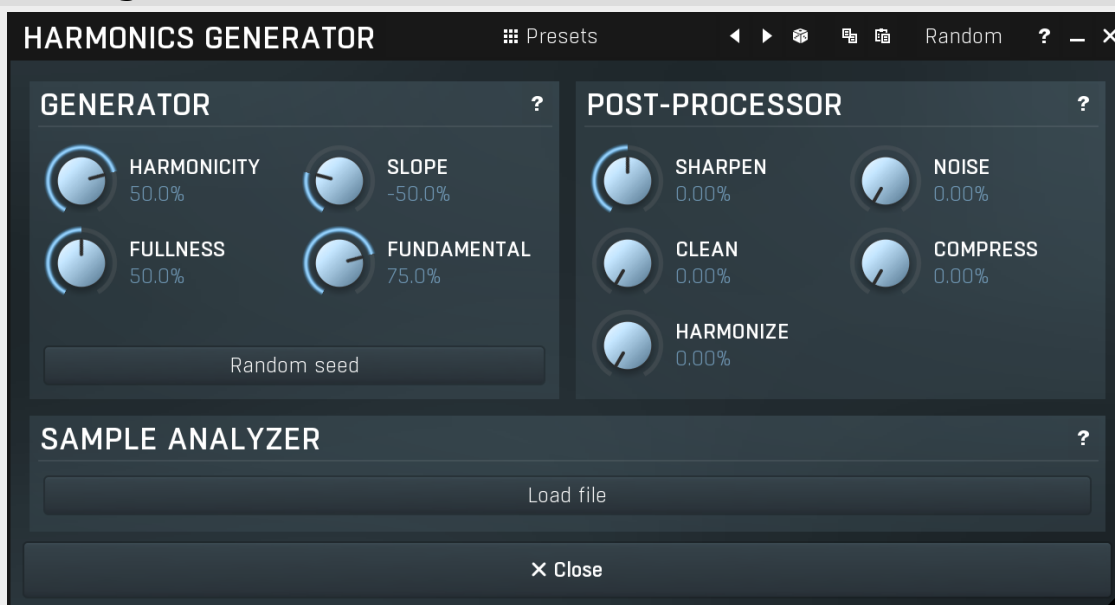 HARMONICS GENERATOR Presets Random ?
GENERATOR ?
HARMONICITY
50.0%
SLOPE
-50.0%
FULLNESS
50.0%
FUNDAMENTAL
75.0%
Random seed
POST-PROCESSOR ?
SHARPEN
0.00%
NOISE
0.00%
CLEAN
0.00%
COMPRESS
0.00%
HARMONIZE
0.00%
SAMPLE ANALYZER ?
Load file
Close